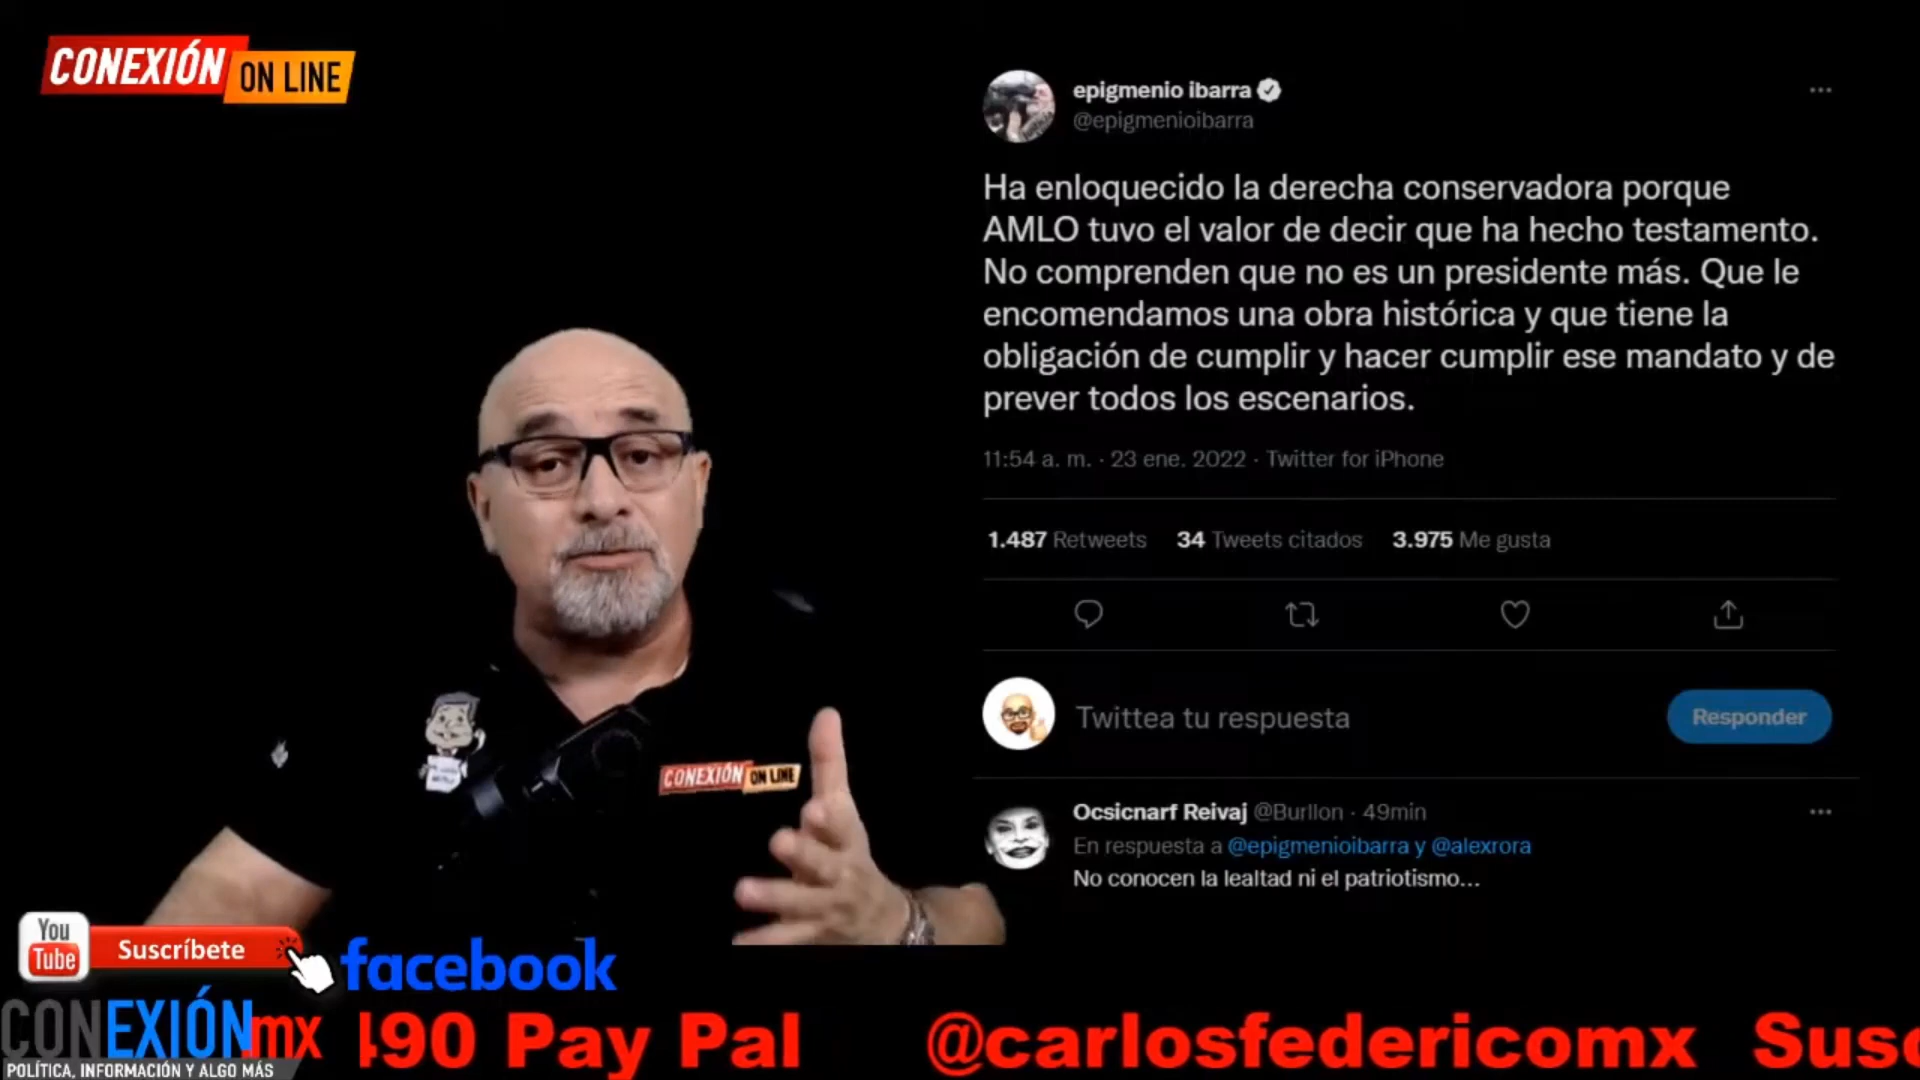 CONEXIÓN ON LINE
epigmenio ibarra
@epigmenioibarra
Ha enloquecido la derecha conservadora porque
AMLO tuvo el valor de decir que ha hecho testamento.
No comprenden que no es un presidente más. Que le
encomendamos una obra histórica y que tiene la
obligación de cumplir y hacer cumplir ese mandato y de
prever todos los escenarios.
11:54 a. m. · 23 ene. 2022 · Twitter for iPhone
1.487 Retweets 34 Tweets citados 3.975 Me gusta
Twittea tu respuesta
Responder
CONEXIÓN ON LINE
Ocsicnarf Reivaj @Burllon · 49min
En respuesta a @epigmenioibarra y @alexrora
No conocen la lealtad ni el patriotismo...
You
Tube
Suscríbete
facebook
CONEXIÓN
POLÍTICA, INFORMACIÓN Y ALGO MÁS
mx 490 Pay Pal @carlosfedericomx Susc